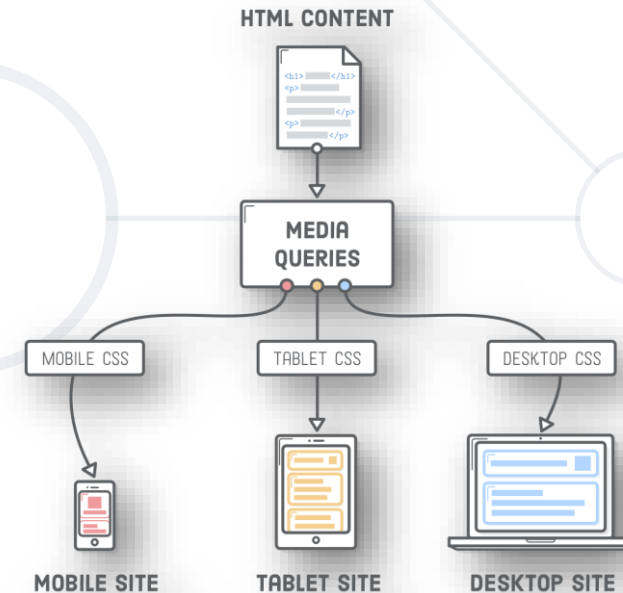 HTML CONTENT
<h1> </h1>
<p>
</p>
<p>
</p>
MEDIA
QUERIES
MOBILE CSS
TABLET CSS
DESKTOP CSS
MOBILE SITE
TABLET SITE
DESKTOP SITE